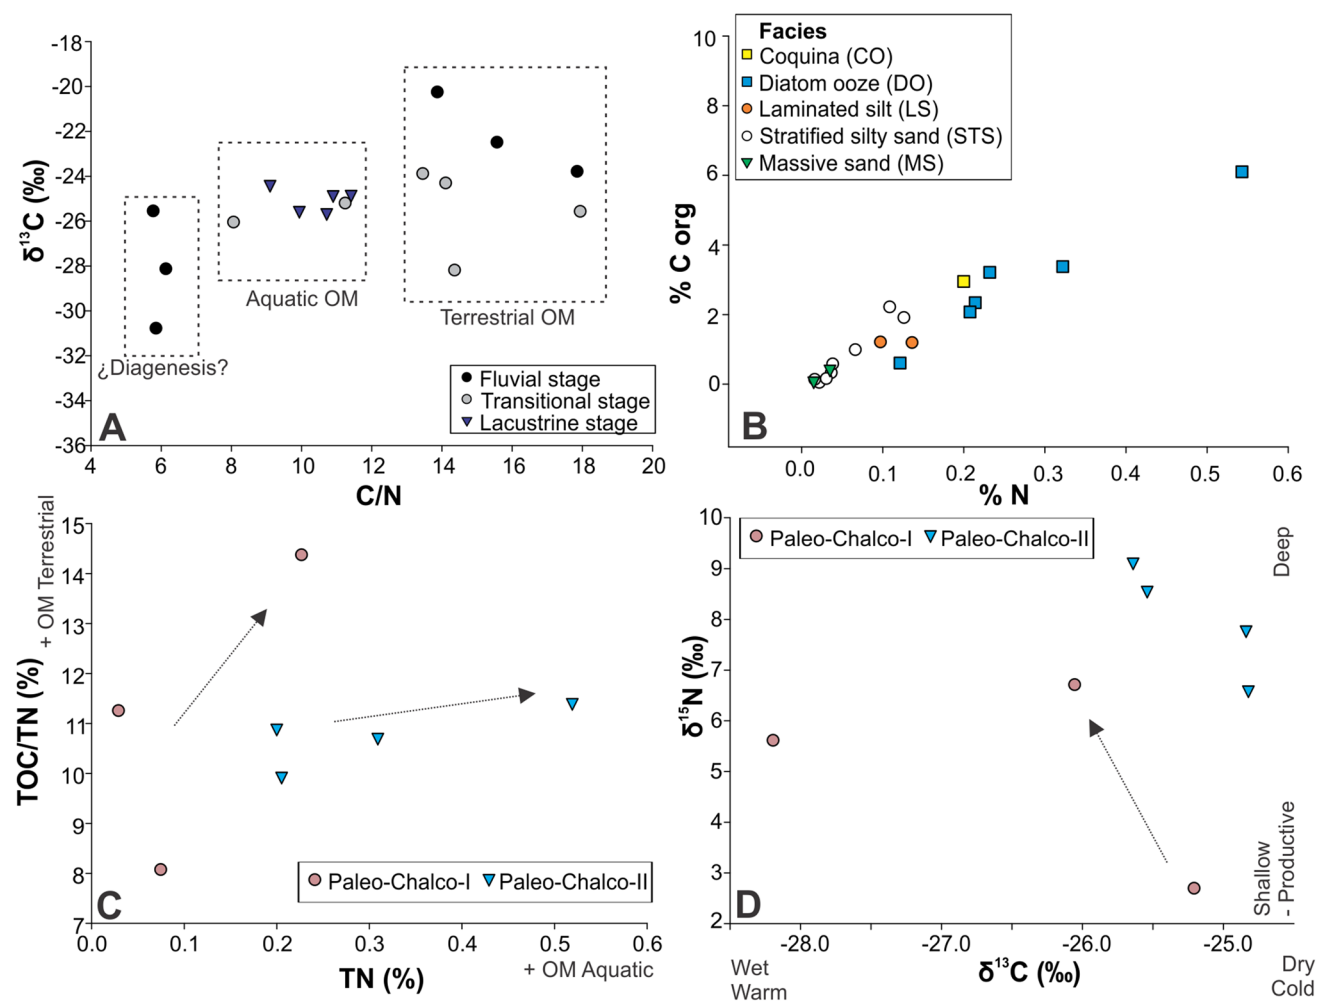 -18
-20
-22
-24
-26
-28
-30
-32
-34
-36
δ¹³C (‰)
4 6 8 10 12 14 16 18 20
C/N
¿Diagenesis?
Aquatic OM
Terrestrial OM
Fluvial stage
Transitional stage
Lacustrine stage
A
10
8
6
4
2
0
% C org
Facies
Coquina (CO)
Diatom ooze (DO)
Laminated silt (LS)
Stratified silty sand (STS)
Massive sand (MS)
B
0.0 0.1 0.2 0.3 0.4 0.5 0.6
% N
+ OM Terrestrial
15
14
13
12
11
10
9
8
7
TOC/TN (%)
Paleo-Chalco-I Paleo-Chalco-II
C
0.0 0.1 0.2 0.3 0.4 0.5 0.6
TN (%)
+ OM Aquatic
10
9
8
7
6
5
4
3
2
δ¹⁵N (‰)
Paleo-Chalco-I Paleo-Chalco-II
Deep
Shallow
- Productive
D
-28.0 -27.0 -26.0 -25.0
δ¹³C (‰)
Wet
Warm
Dry
Cold